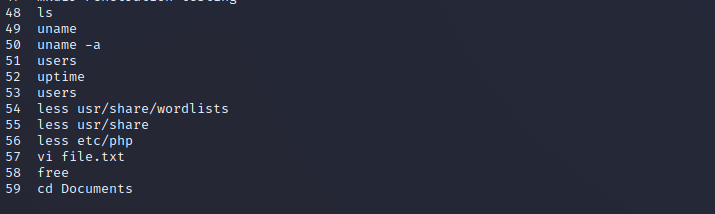 48 ls
49 uname
50 uname -a
51 users
52 uptime
53 users
54 less usr/share/wordlists
55 less usr/share
56 less etc/php
57 vi file.txt
58 free
59 cd Documents